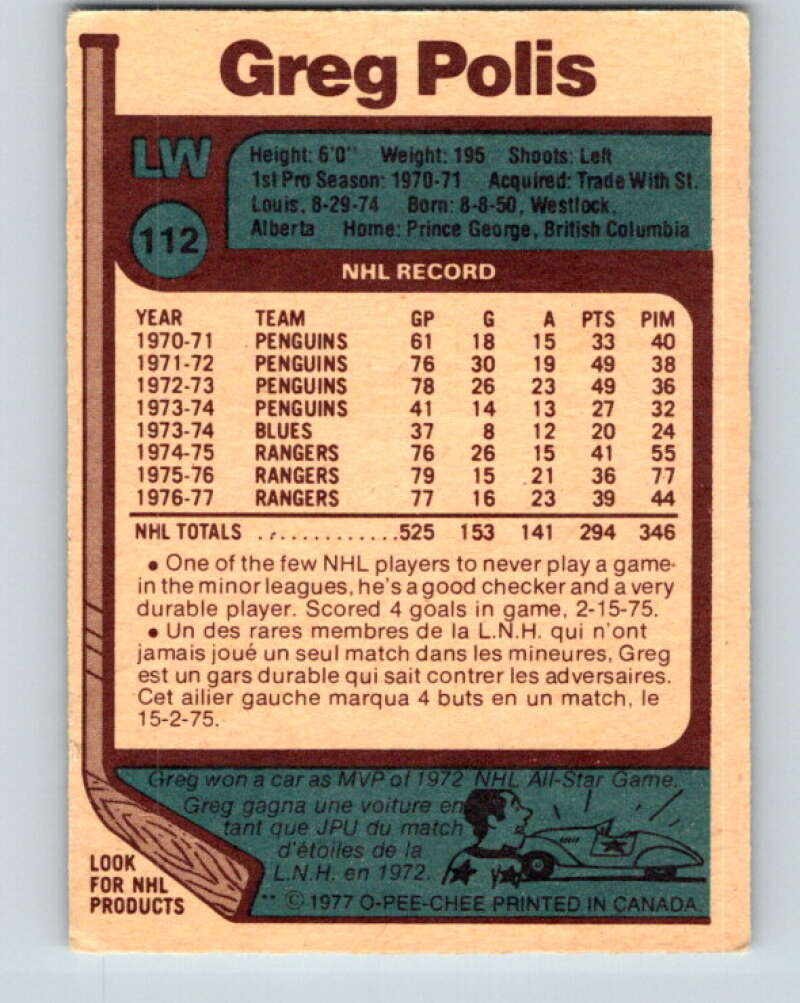 Greg Polis
LW
112
Height: 6'0" Weight: 195 Shoots: Left
1st Pro Season: 1970-71 Acquired: Trade With St.
Louis, 8-29-74 Born: 8-8-50, Westlock,
Alberta Home: Prince George, British Columbia
NHL RECORD
YEAR TEAM GP G A PTS PIM
1970-71 PENGUINS 61 18 15 33 40
1971-72 PENGUINS 76 30 19 49 38
1972-73 PENGUINS 78 26 23 49 36
1973-74 PENGUINS 41 14 13 27 32
1973-74 BLUES 37 8 12 20 24
1974-75 RANGERS 76 26 15 41 55
1975-76 RANGERS 79 15 21 36 77
1976-77 RANGERS 77 16 23 39 44
NHL TOTALS ............525 153 141 294 346
• One of the few NHL players to never play a game
in the minor leagues, he's a good checker and a very
durable player. Scored 4 goals in game, 2-15-75.
• Un des rares membres de la L.N.H. qui n'ont
jamais joué un seul match dans les mineures, Greg
est un gars durable qui sait contrer les adversaires.
Cet ailier gauche marqua 4 buts en un match, le
15-2-75.
Greg won a car as MVP of 1972 NHL All-Star Game.
Greg gagna une voiture en
tant que JPU du match
d'étoiles de la
L.N.H. en 1972.
LOOK
FOR NHL
PRODUCTS
** © 1977 O-PEE-CHEE PRINTED IN CANADA.